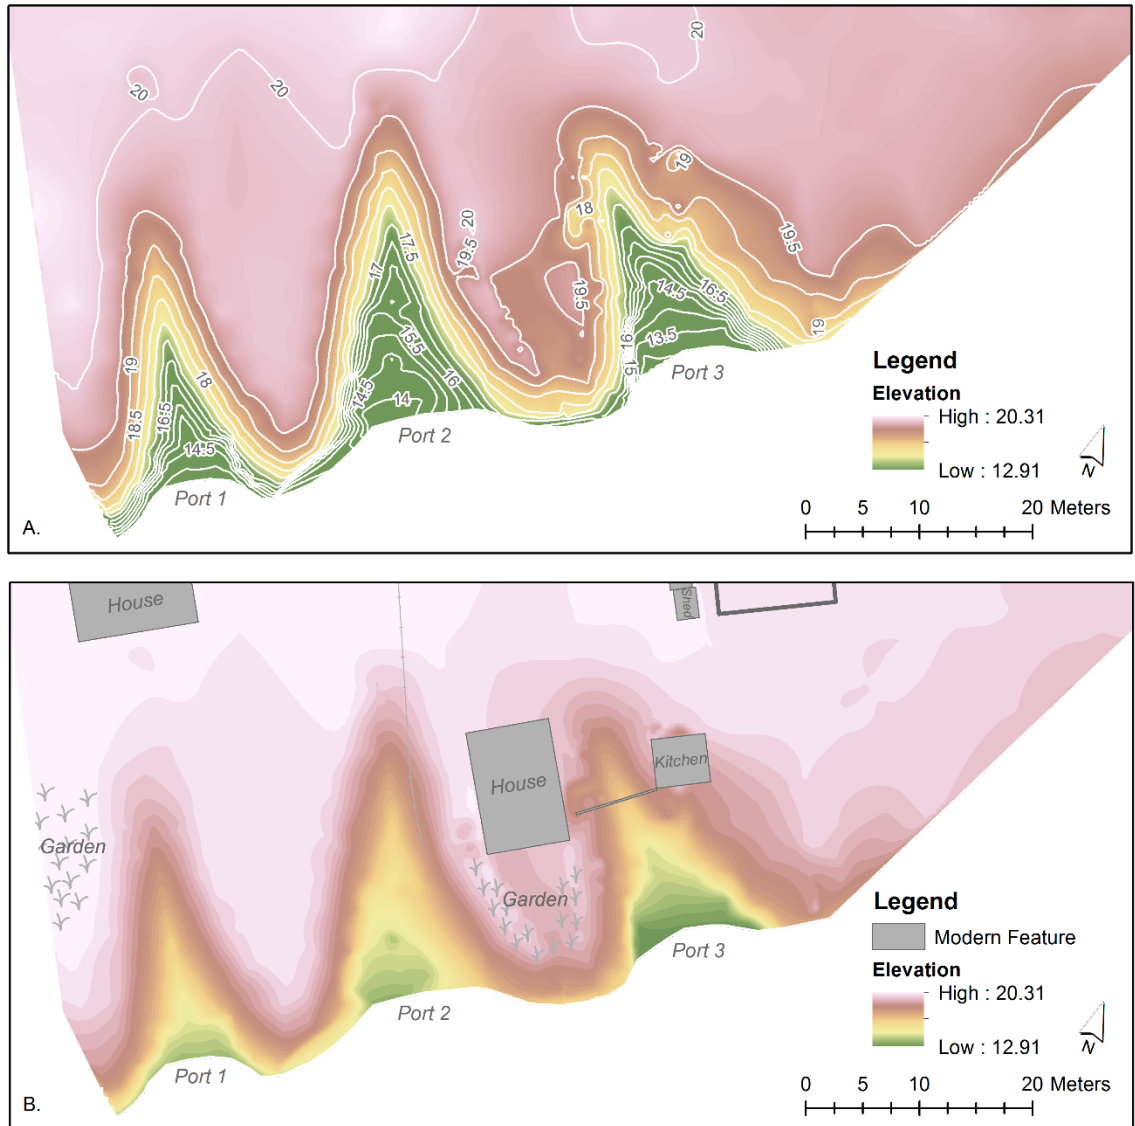 20
20
20
19
18
20
19.5
19.5
19.5
17.5
17
19
18
18.5
16.5
14.5
15.5
16
14.5
14
16.5
14.5
13.5
16
15
19
Port 1
Port 2
Port 3
Legend
Elevation
High : 20.31
Low : 12.91
N
0 5 10 20 Meters
A.
House
Shed
House
Kitchen
Garden
Garden
Port 1
Port 2
Port 3
Legend
Modern Feature
Elevation
High : 20.31
Low : 12.91
N
0 5 10 20 Meters
B.